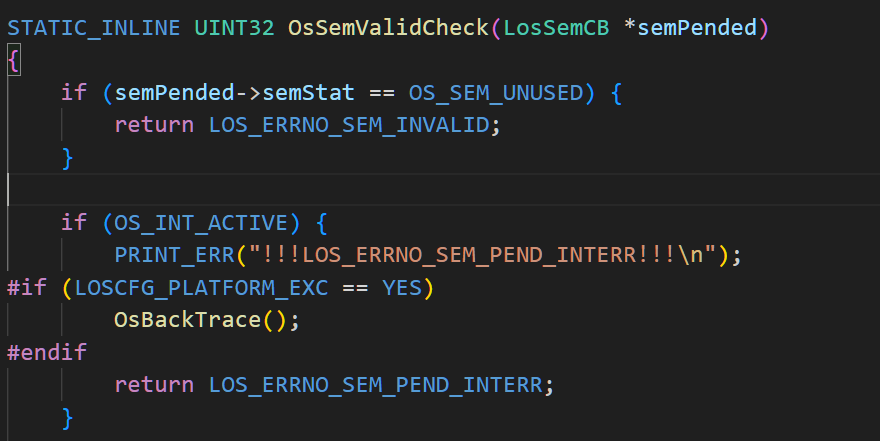 STATIC_INLINE UINT32 OsSemValidCheck(LosSemCB *semPended)
{
    if (semPended->semStat == OS_SEM_UNUSED) {
        return LOS_ERRNO_SEM_INVALID;
    }

    if (OS_INT_ACTIVE) {
        PRINT_ERR("!!!LOS_ERRNO_SEM_PEND_INTERR!!!\n");
#if (LOSCFG_PLATFORM_EXC == YES)
        OsBackTrace();
#endif
        return LOS_ERRNO_SEM_PEND_INTERR;
    }